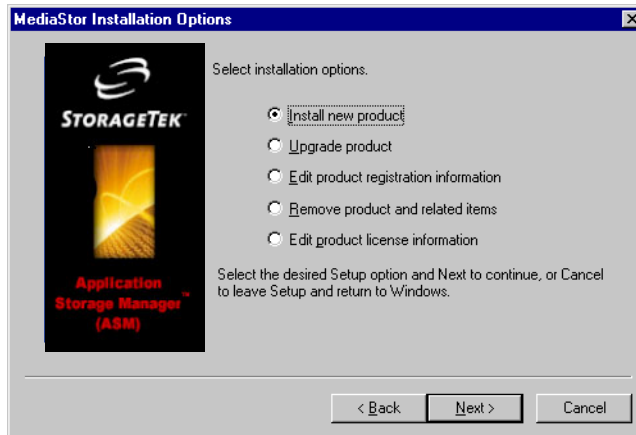 MediaStor Installation Options
STORAGETEK™
Application
Storage Manager™
(ASM)
Select installation options.
Install new product
Upgrade product
Edit product registration information
Remove product and related items
Edit product license information
Select the desired Setup option and Next to continue, or Cancel
to leave Setup and return to Windows.
< Back
Next >
Cancel